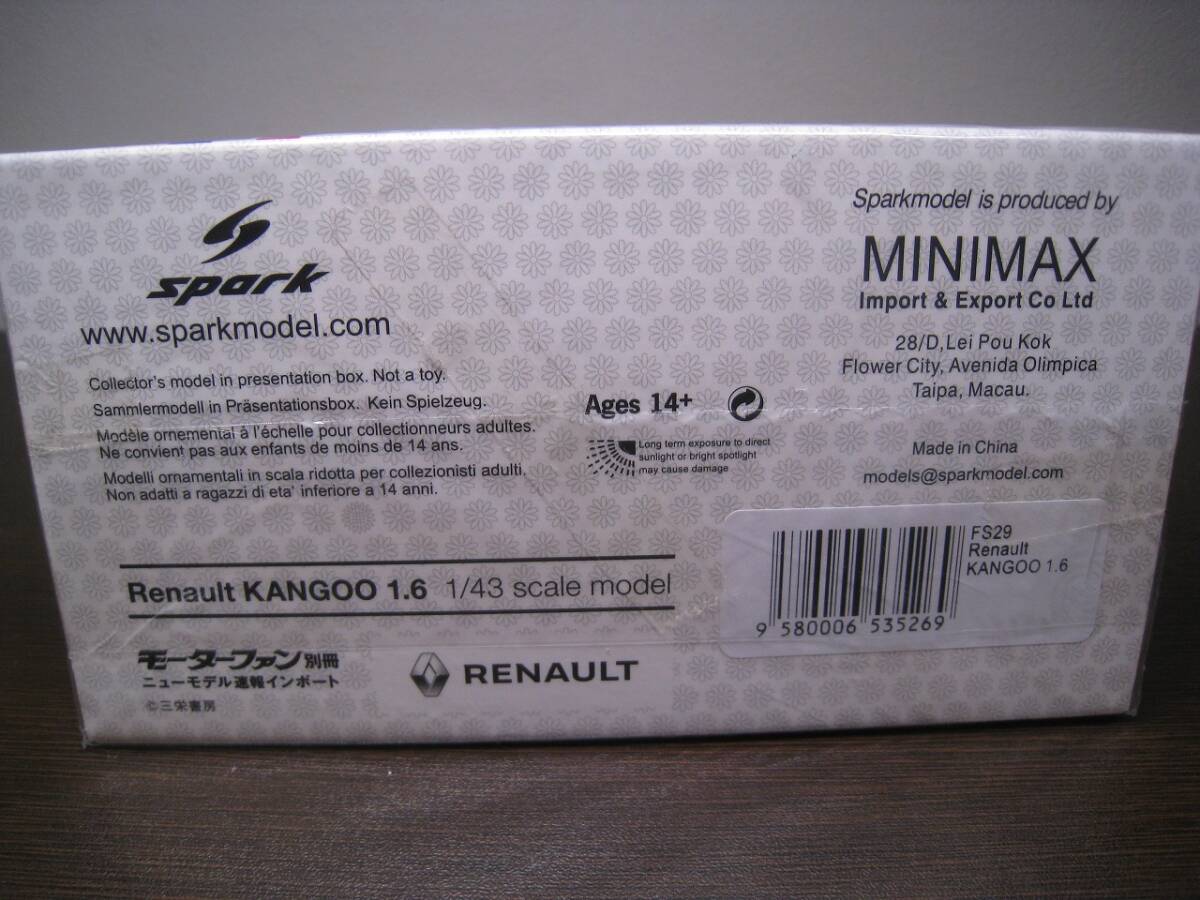 spark
www.sparkmodel.com
Collector's model in presentation box. Not a toy.
Sammlermodell in Präsentationsbox. Kein Spielzeug.
Modèle ornemental à l'échelle pour collectionneurs adultes.
Ne convient pas aux enfants de moins de 14 ans.
Modelli ornamentali in scala ridotta per collezionisti adulti.
Non adatti a ragazzi di eta' inferiore a 14 anni.
Ages 14+
Long term exposure to direct
sunlight or bright spotlight
may cause damage
Sparkmodel is produced by
MINIMAX
Import & Export Co Ltd
28/D,Lei Pou Kok
Flower City, Avenida Olimpica
Taipa, Macau.
Made in China
models@sparkmodel.com
FS29
Renault
KANGOO 1.6
9 580006 535269
Renault KANGOO 1.6 1/43 scale model
モーターファン別冊
ニューモデル速報インポート
©三栄書房
RENAULT